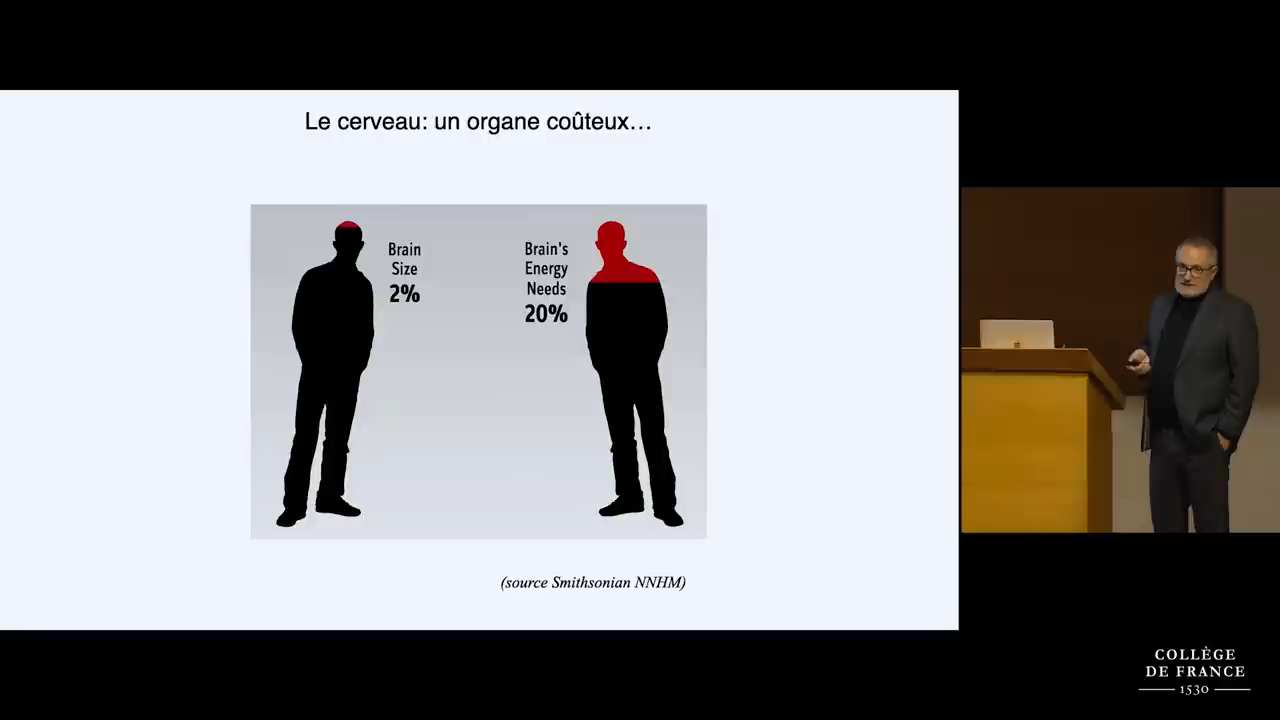 Le cerveau: un organe coûteux…
Brain
Size
2%
Brain's
Energy
Needs
20%
(source Smithsonian NNHM)
COLLÈGE
DE FRANCE
1530